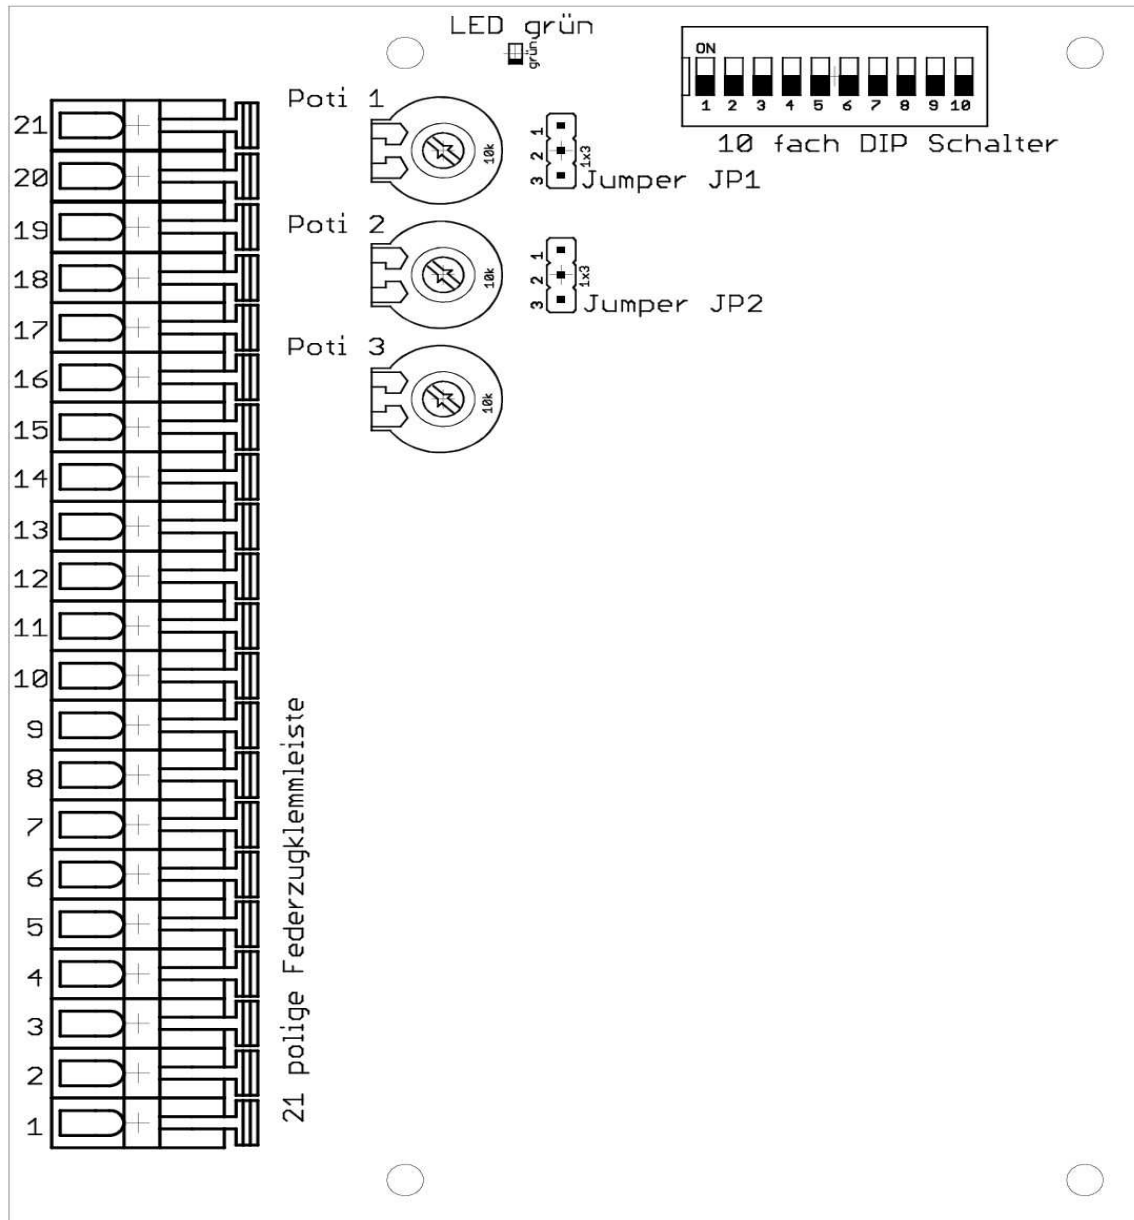 LED grün
grün
ON
1 2 3 4 5 6 7 8 9 10
10 fach DIP Schalter
Poti 1
10k
1
2
3
1x3
Jumper JP1
Poti 2
10k
1
2
3
1x3
Jumper JP2
Poti 3
10k
21
20
19
18
17
16
15
14
13
12
11
10
9
8
7
6
5
4
3
2
1
21 polige Federzugklemmleiste